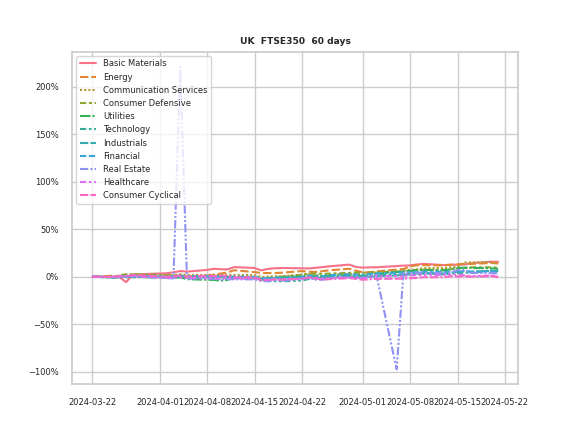 UK FTSE350 60 days
Basic Materials
Energy
Communication Services
Consumer Defensive
Utilities
Technology
Industrials
Financial
Real Estate
Healthcare
Consumer Cyclical
200%
150%
100%
50%
0%
−50%
−100%
2024-03-22 2024-04-01 2024-04-08 2024-04-15 2024-04-22 2024-05-01 2024-05-08 2024-05-15 2024-05-22